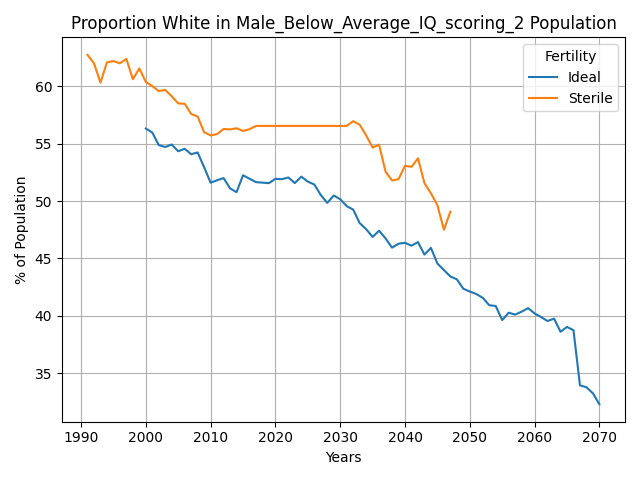 Proportion White in Male_Below_Average_IQ_scoring_2 Population
Fertility
Ideal
Sterile
% of Population
60
55
50
45
40
35
1990 2000 2010 2020 2030 2040 2050 2060 2070
Years